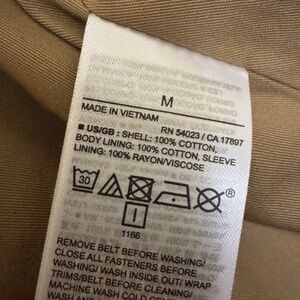 M
MADE IN VIETNAM
RN 54023 / CA 17897
■ US/GB : SHELL: 100% COTTON,
BODY LINING: 100% COTTON, SLEEVE
LINING: 100% RAYON/VISCOSE
30
®
1166
REMOVE BELT BEFORE WASHING/
CLOSE ALL FASTENERS BEFORE
WASHING/ WASH INSIDE OUT/ WRAP
TRIMS/BELT BEFORE CLEANING/
MACHINE WASH COLD